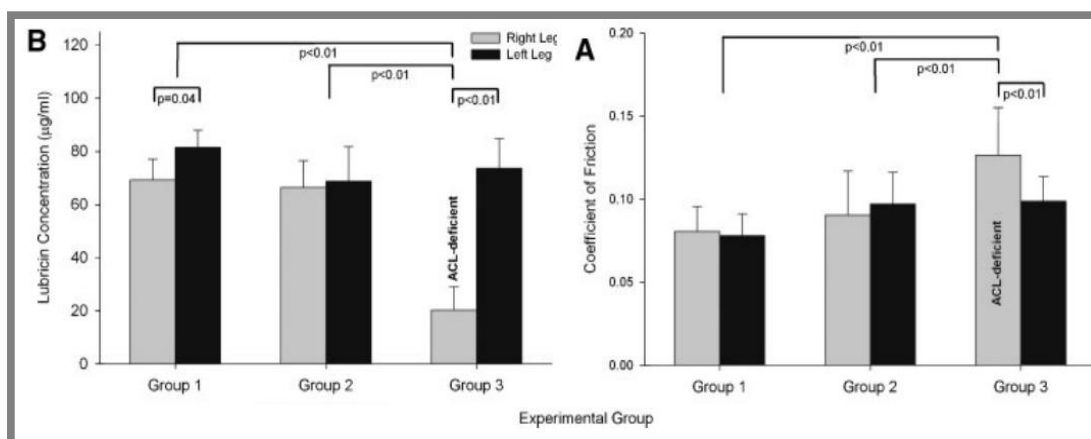 B
120
100
80
60
40
20
0
Lubricin Concentration (µg/ml)
Right Leg
Left Leg
p<0.01
p<0.01
p=0.04
p<0.01
ACL-deficient
Group 1
Group 2
Group 3
A
0.20
0.15
0.10
0.05
0.00
Coefficient of Friction
p<0.01
p<0.01
p<0.01
ACL-deficient
Group 1
Group 2
Group 3
Experimental Group